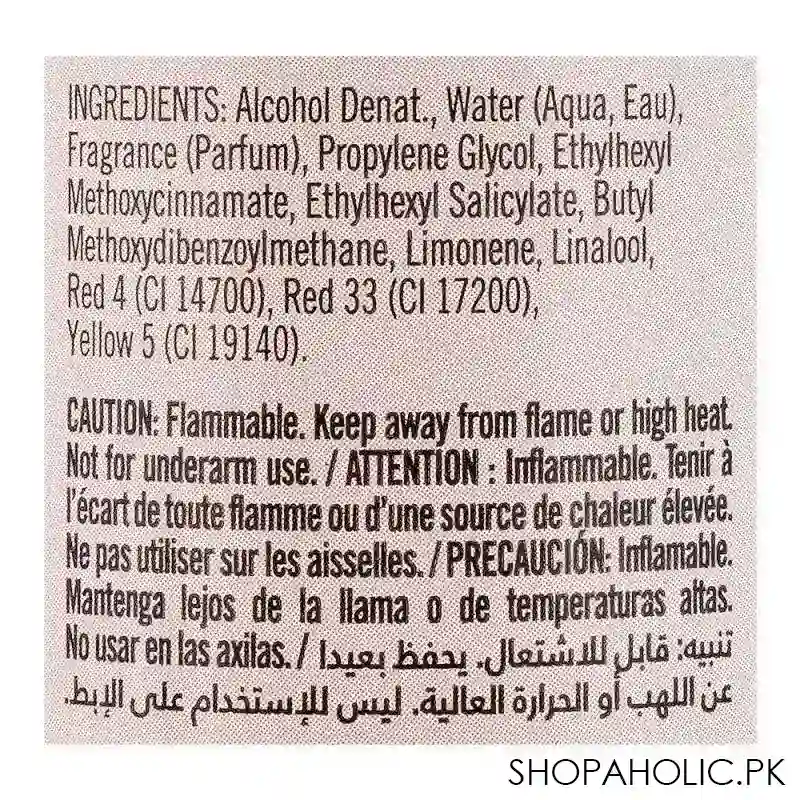 INGREDIENTS: Alcohol Denat., Water (Aqua, Eau),
Fragrance (Parfum), Propylene Glycol, Ethylhexyl
Methoxycinnamate, Ethylhexyl Salicylate, Butyl
Methoxydibenzoylmethane, Limonene, Linalool,
Red 4 (CI 14700), Red 33 (CI 17200),
Yellow 5 (CI 19140).
CAUTION: Flammable. Keep away from flame or high heat.
Not for underarm use. / ATTENTION : Inflammable. Tenir à
l'écart de toute flamme ou d'une source de chaleur élevée.
Ne pas utiliser sur les aisselles. / PRECAUCIÓN: Inflamable.
Mantenga lejos de la llama o de temperaturas altas.
No usar en las axilas. / تنبيه: قابل للاشتعال. يحفظ بعيدا
عن اللهب أو الحرارة العالية. ليس للإستخدام على الإبط.
SHOPAHOLIC.PK